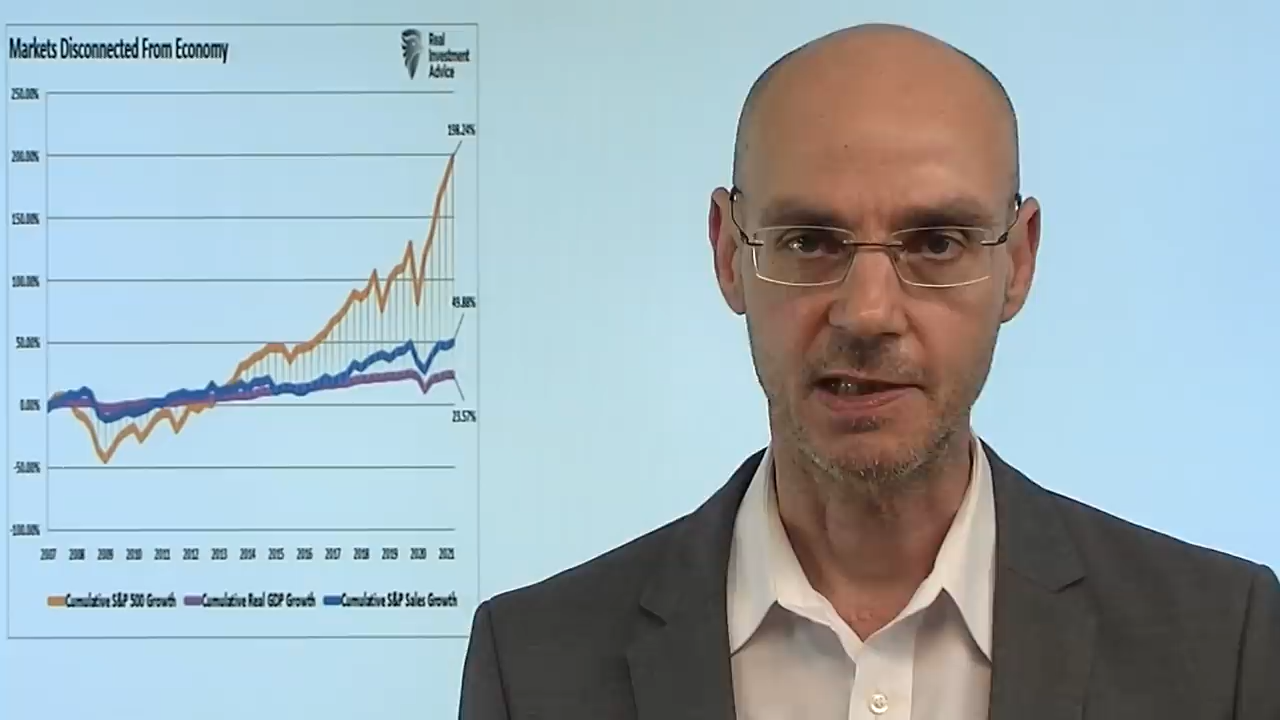 Markets Disconnected From Economy
Real
Investment
Advice
250.00%
200.00%
150.00%
100.00%
50.00%
0.00%
-50.00%
-100.00%
198.24%
49.88%
23.57%
2007 2008 2009 2010 2011 2012 2013 2014 2015 2016 2017 2018 2019 2020 2021
Cumulative S&P 500 Growth Cumulative Real GDP Growth Cumulative S&P Sales Growth